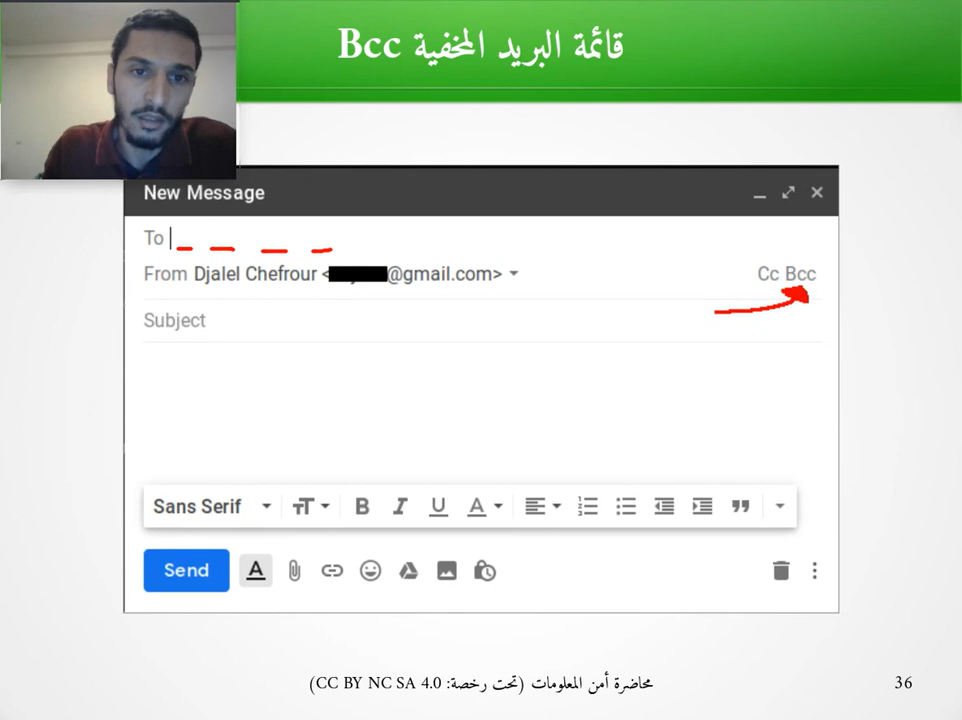 قائمة البريد المخفية Bcc
New Message
To
From Djalel Chefrour < @gmail.com>
Cc Bcc
Subject
Sans Serif
Send
محاضرة أمن المعلومات (تحت رخصة: CC BY NC SA 4.0)
36